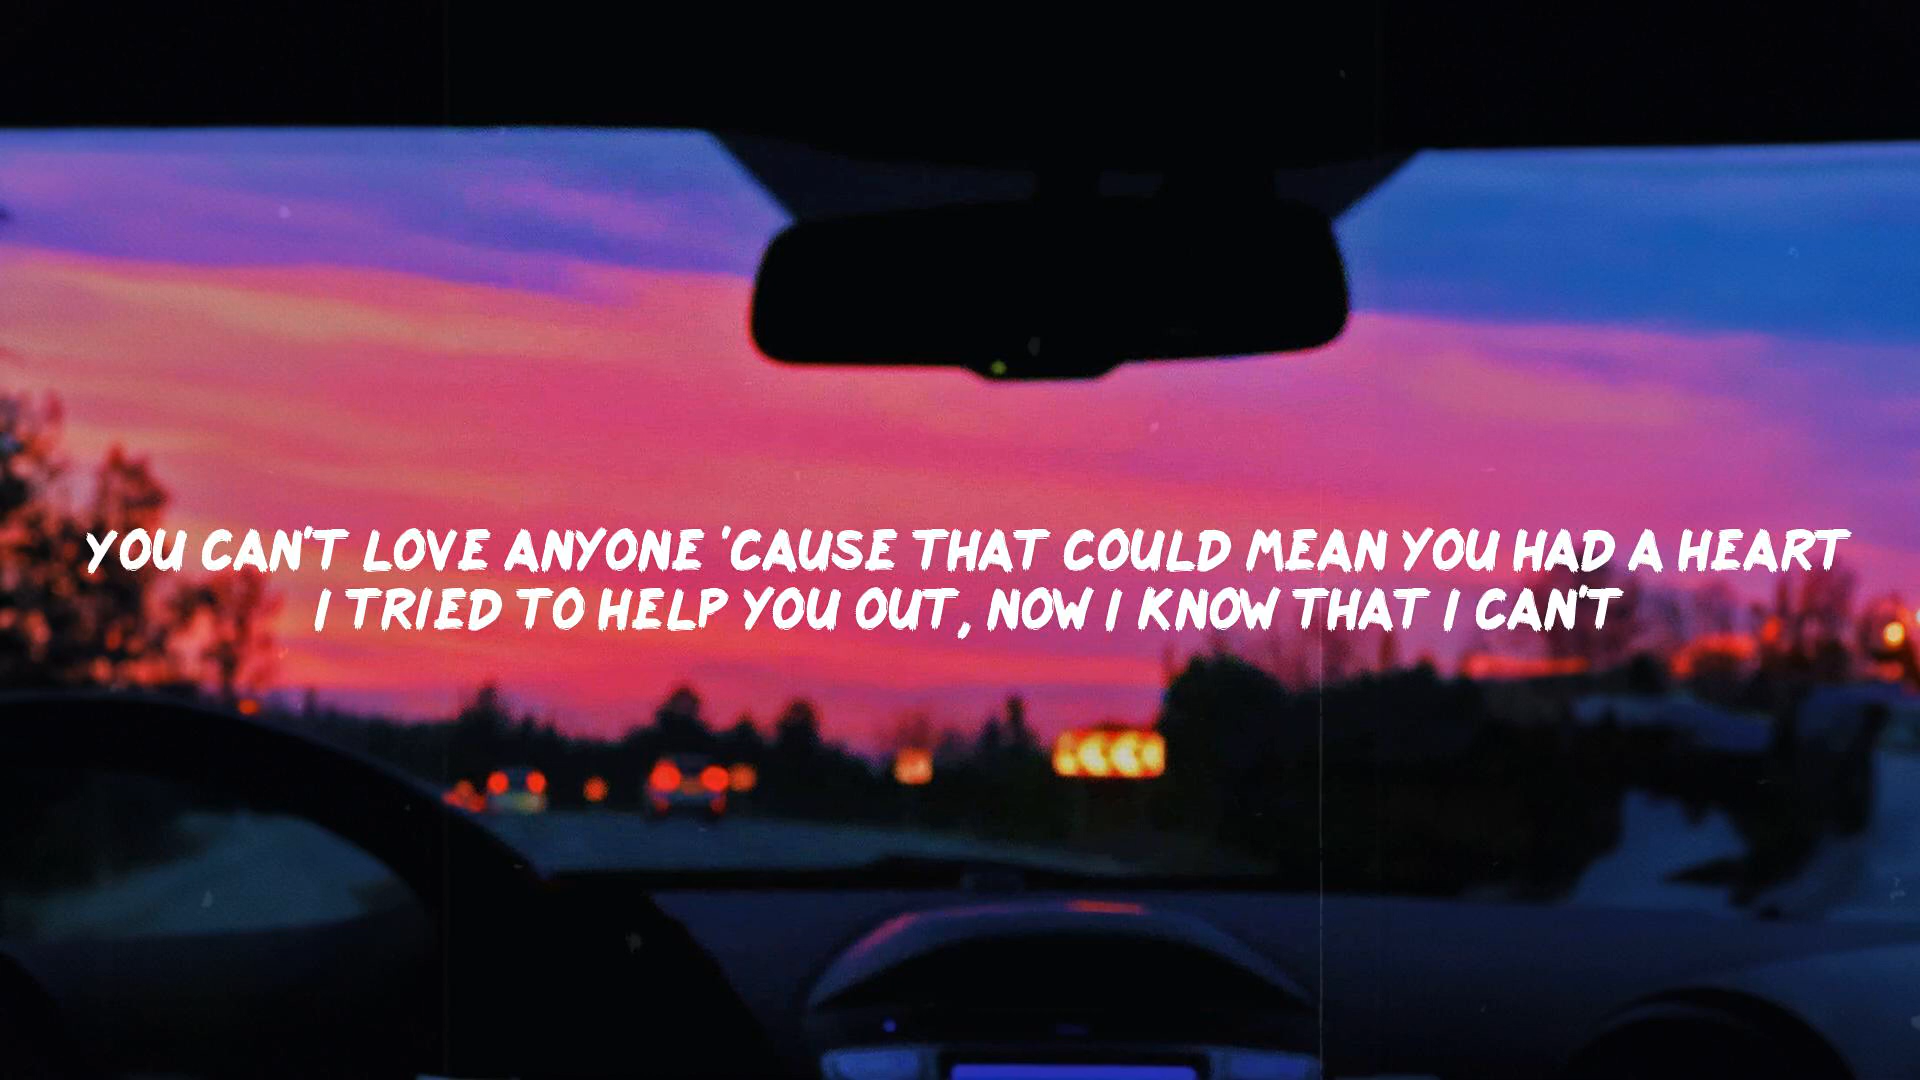 YOU CAN'T LOVE ANYONE 'CAUSE THAT COULD MEAN YOU HAD A HEART
I TRIED TO HELP YOU OUT, NOW I KNOW THAT I CAN'T